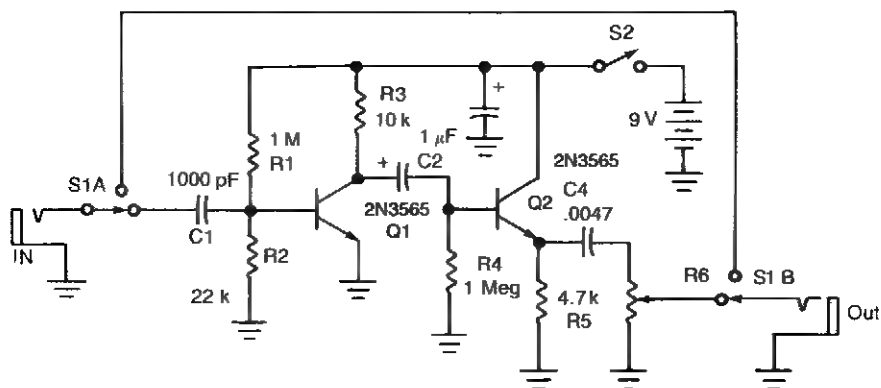 S2
R3
10 k
+
9 V
1 M
R1
1 µF
C2
+
2N3565
1000 pF
S1A
C4
2N3565
Q2
.0047
Q1
C1
IN
R2
R4
R6
S1 B
1 Meg
4.7 k
22 k
R5
Out